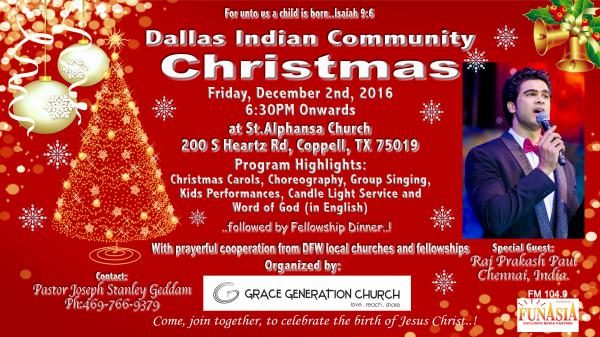 For unto us a child is born..Isaiah 9:6
Dallas Indian Community
Christmas
Friday, December 2nd, 2016
6:30PM Onwards
at St.Alphansa Church
200 S Heartz Rd, Coppell, TX 75019
Program Highlights:
Christmas Carols, Choreography, Group Singing,
Kids Performances, Candle Light Service and
Word of God (in English)
..followed by Fellowship Dinner..!
With prayerful cooperation from DFW local churches and fellowships
Organized by:
GRACE GENERATION CHURCH
love . reach . share
Contact:
Pastor Joseph Stanley Geddam
Ph:469-766-9379
Special Guest:
Raj Prakash Paul
Chennai, India.
FM 104.9
FUNASIA
EXCLUSIVE MEDIA PARTNER
Come, join together, to celebrate the birth of Jesus Christ..!